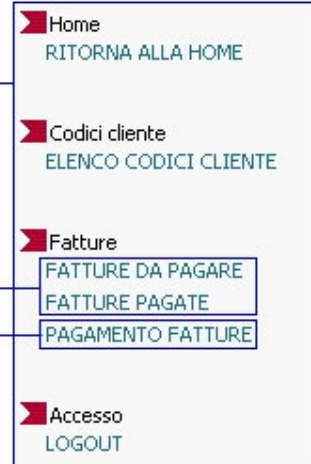 Home
RITORNA ALLA HOME
Codici cliente
ELENCO CODICI CLIENTE
Fatture
FATTURE DA PAGARE
FATTURE PAGATE
PAGAMENTO FATTURE
Accesso
LOGOUT